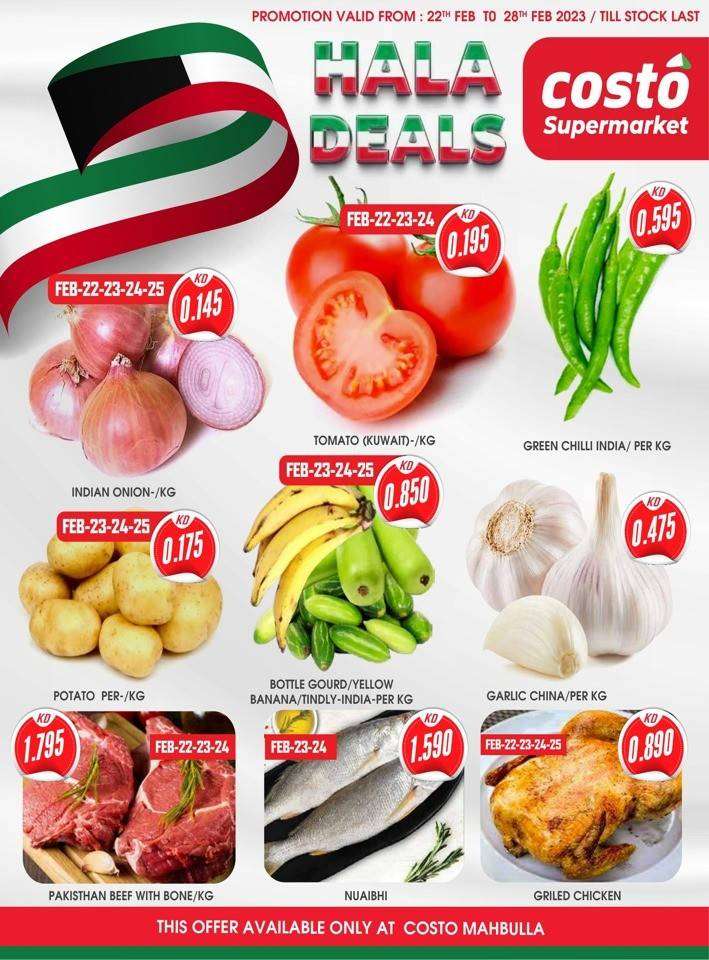 PROMOTION VALID FROM : 22TH FEB TO 28TH FEB 2023 / TILL STOCK LAST
HALA
DEALS
costo
Supermarket
FEB-22-23-24-25
KD
0.145
INDIAN ONION-/KG
FEB-22-23-24
KD
0.195
TOMATO (KUWAIT)-/KG
KD
0.595
GREEN CHILLI INDIA/ PER KG
FEB-23-24-25
KD
0.175
POTATO PER-/KG
FEB-23-24-25
KD
0.850
BOTTLE GOURD/YELLOW
BANANA/TINDLY-INDIA-PER KG
KD
0.475
GARLIC CHINA/PER KG
KD
1.795
FEB-22-23-24
PAKISTHAN BEEF WITH BONE/KG
FEB-23-24
KD
1.590
NUAIBHI
FEB-22-23-24-25
KD
0.890
GRILED CHICKEN
THIS OFFER AVAILABLE ONLY AT COSTO MAHBULLA